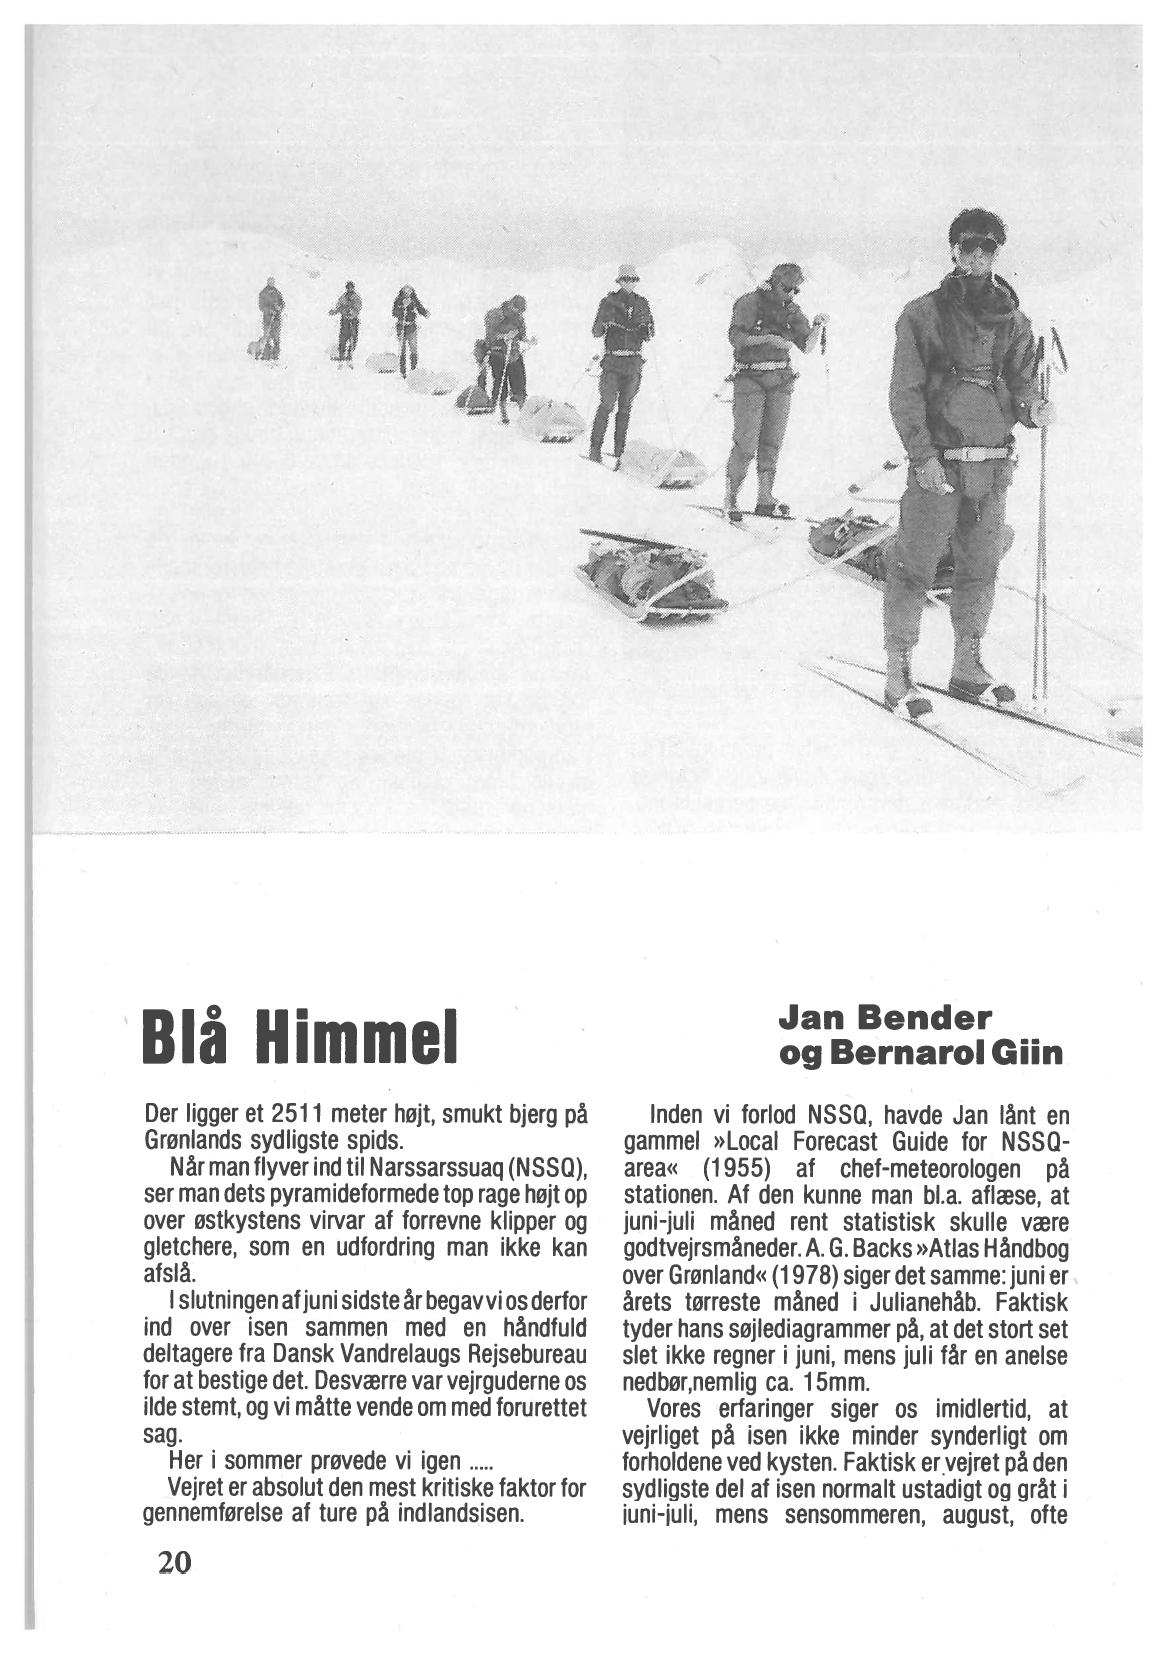 Blå Himmel
Jan Bender
og Bernarol Giin
Der ligger et 2511 meter højt, smukt bjerg på
Grønlands sydligste spids.
Når man flyver ind til Narssarssuaq (NSSQ),
ser man dets pyramideformede top rage højt op
over østkystens virvar af forrevne klipper og
gletchere, som en udfordring man ikke kan
afslå.
I slutningen af juni sidste år begav vi os derfor
ind over isen sammen med en håndfuld
deltagere fra Dansk Vandrelaugs Rejsebureau
for at bestige det. Desværre var vejrguderne os
ilde stemt, og vi måtte vende om med forurettet
sag.
Her i sommer prøvede vi igen .....
Vejret er absolut den mest kritiske faktor for
gennemførelse af ture på indlandsisen.
Inden vi forlod NSSQ, havde Jan lånt en
gammel »Local Forecast Guide for NSSQ-
area« (1955) af chef-meteorologen på
stationen. Af den kunne man bl.a. aflæse, at
juni-juli måned rent statistisk skulle være
godtvejrsmåneder. A. G. Backs »Atlas Håndbog
over Grønland« (1978) siger det samme: juni er
årets tørreste måned i Julianehåb. Faktisk
tyder hans søjlediagrammer på, at det stort set
slet ikke regner i juni, mens juli får en anelse
nedbør,nemlig ca. 15mm.
Vores erfaringer siger os imidlertid, at
vejrliget på isen ikke minder synderligt om
forholdene ved kysten. Faktisk er vejret på den
sydligste del af isen normalt ustadigt og gråt i
juni-juli, mens sensommeren, august, ofte
20